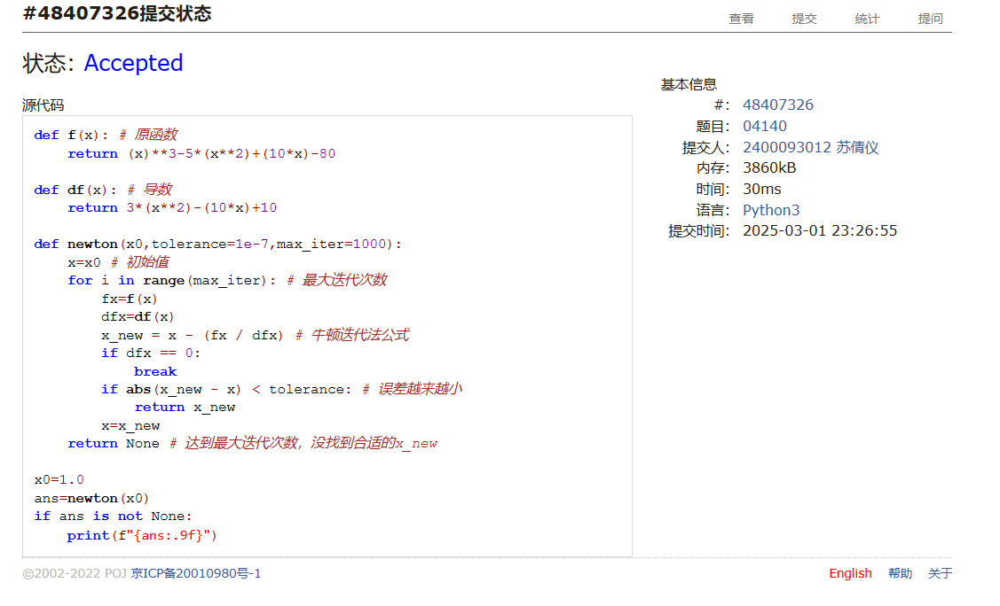 #48407326提交状态
查看 提交 统计 提问
状态: Accepted
源代码
def f(x): # 原函数
    return (x)**3-5*(x**2)+(10*x)-80

def df(x): # 导数
    return 3*(x**2)-(10*x)+10

def newton(x0,tolerance=1e-7,max_iter=1000):
    x=x0 # 初始值
    for i in range(max_iter): # 最大迭代次数
        fx=f(x)
        dfx=df(x)
        x_new = x - (fx / dfx) # 牛顿迭代法公式
        if dfx == 0:
            break
        if abs(x_new - x) < tolerance: # 误差越来越小
            return x_new
        x=x_new
    return None # 达到最大迭代次数，没找到合适的x_new

x0=1.0
ans=newton(x0)
if ans is not None:
    print(f"{ans:.9f}")
基本信息
#: 48407326
题目: 04140
提交人: 2400093012 苏倩仪
内存: 3860kB
时间: 30ms
语言: Python3
提交时间: 2025-03-01 23:26:55
©2002-2022 POJ 京ICP备20010980号-1
English 帮助 关于